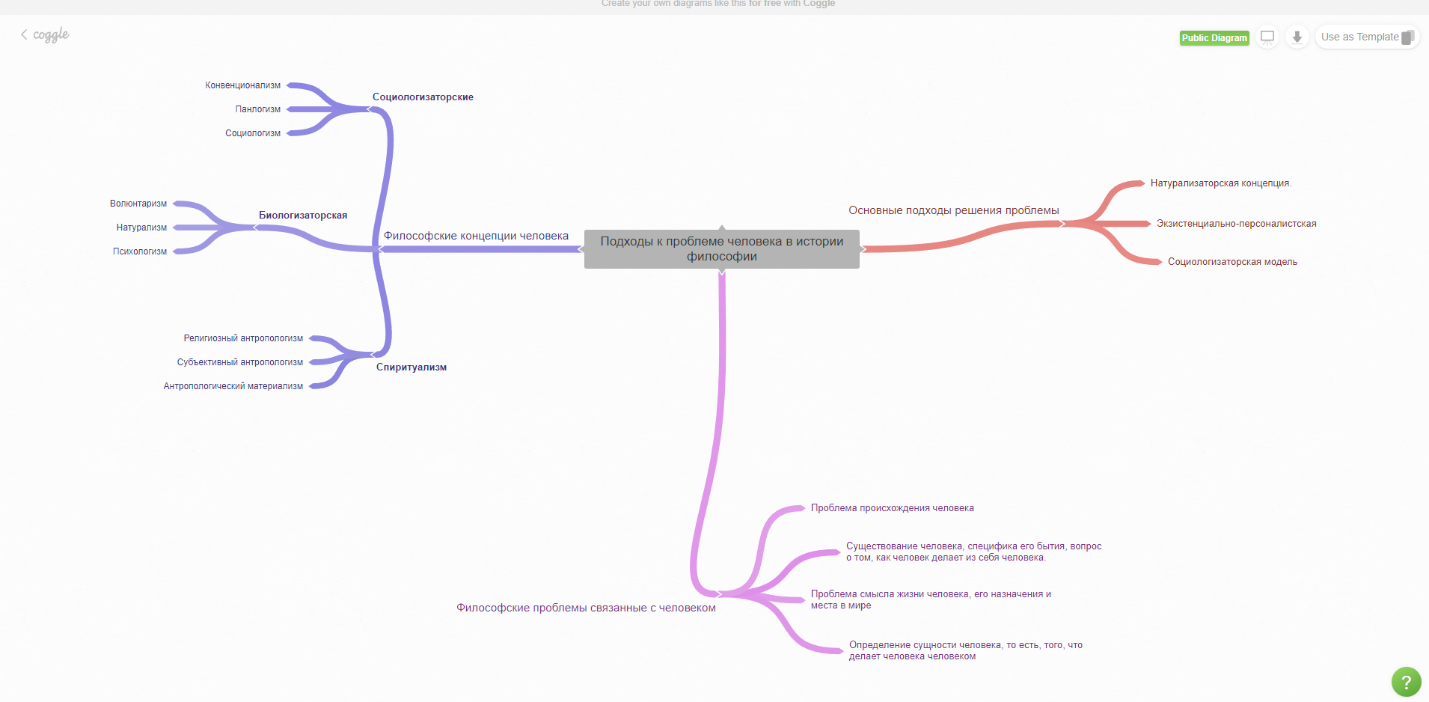 Create your own diagrams like this for free with Coggle
coggle
Public Diagram
Use as Template
Конвенционализм
Панлогизм
Социологизм
Социологизаторские
Волюнтаризм
Натурализм
Психологизм
Биологизаторская
Религиозный антропологизм
Субъективный антропологизм
Антропологический материализм
Спиритуализм
Философские концепции человека
Подходы к проблеме человека в истории
философии
Основные подходы решения проблемы
Натурализаторская концепция.
Экзистенциально-персоналистская
Социологизаторская модель
Философские проблемы связанные с человеком
Проблема происхождения человека
Существование человека, специфика его бытия, вопрос
о том, как человек делает из себя человека.
Проблема смысла жизни человека, его назначения и
места в мире
Определение сущности человека, то есть, того, что
делает человека человеком
?